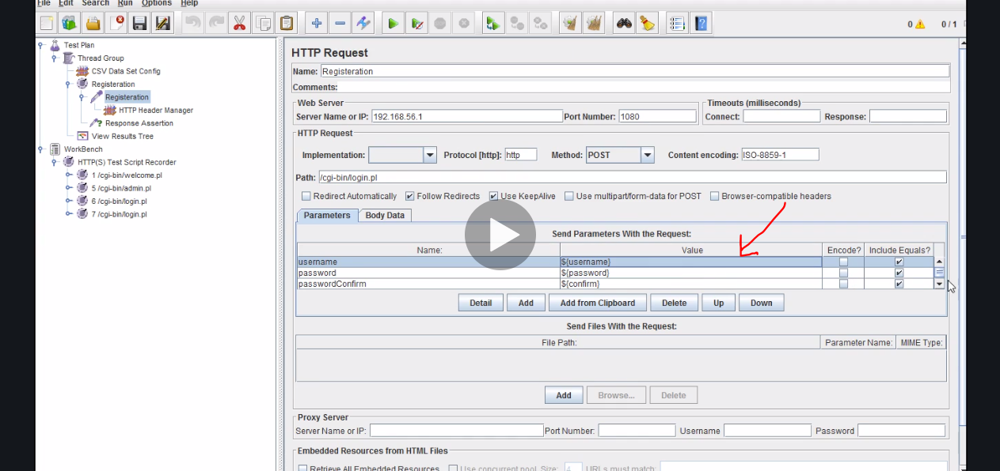 File Edit Search Run Options Help
0 0 / 1
Test Plan
Thread Group
CSV Data Set Config
Registeration
Registeration
HTTP Header Manager
Response Assertion
View Results Tree
WorkBench
HTTP(S) Test Script Recorder
1 /cgi-bin/welcome.pl
5 /cgi-bin/admin.pl
6 /cgi-bin/login.pl
7 /cgi-bin/login.pl
HTTP Request
Name: Registeration
Comments:
Web Server Timeouts (milliseconds)
Server Name or IP: 192.168.56.1 Port Number: 1080 Connect: Response:
HTTP Request
Implementation: Protocol [http]: http Method: POST Content encoding: ISO-8859-1
Path: /cgi-bin/login.pl
Redirect Automatically Follow Redirects Use KeepAlive Use multipart/form-data for POST Browser-compatible headers
Parameters Body Data
Send Parameters With the Request:
Name: Value Encode? Include Equals?
username ${username}
password ${password}
passwordConfirm ${confirm}
Detail Add Add from Clipboard Delete Up Down
Send Files With the Request:
File Path: Parameter Name: MIME Type:
Add Browse... Delete
Proxy Server
Server Name or IP: Port Number: Username Password
Embedded Resources from HTML Files
Retrieve All Embedded Resources Use concurrent pool. Size: 4 URLs must match: